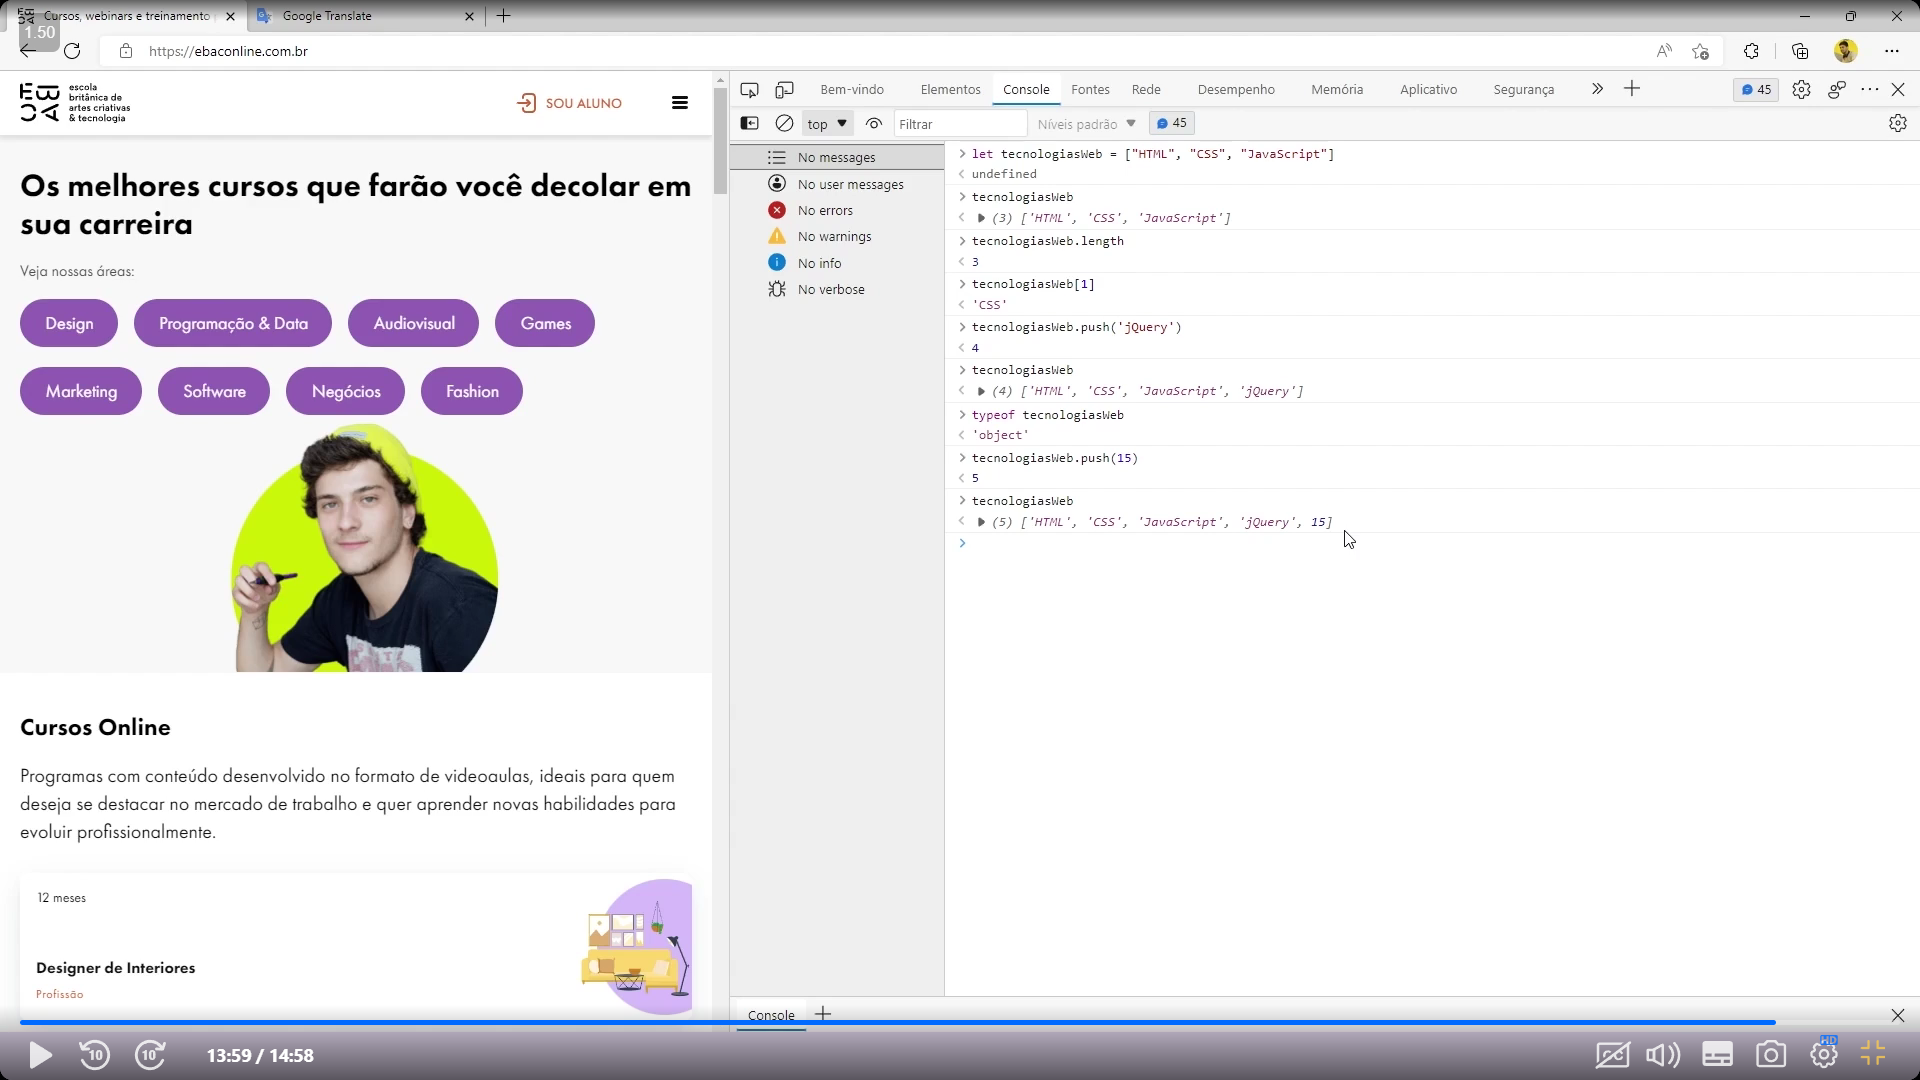 Cursos, webinars e treinamento
Google Translate
1.50
https://ebaconline.com.br
EBAC
escola
britânica de
artes criativas
& tecnologia
SOU ALUNO
Os melhores cursos que farão você decolar em
sua carreira
Veja nossas áreas:
Design
Programação & Data
Audiovisual
Games
Marketing
Software
Negócios
Fashion
Cursos Online
Programas com conteúdo desenvolvido no formato de videoaulas, ideais para quem
deseja se destacar no mercado de trabalho e quer aprender novas habilidades para
evoluir profissionalmente.
12 meses
Designer de Interiores
Profissão
Bem-vindo
Elementos
Console
Fontes
Rede
Desempenho
Memória
Aplicativo
Segurança
45
top
Filtrar
Níveis padrão
45
No messages
No user messages
No errors
No warnings
No info
No verbose
let tecnologiasWeb = ["HTML", "CSS", "JavaScript"]
undefined
tecnologiasWeb
(3) ['HTML', 'CSS', 'JavaScript']
tecnologiasWeb.length
3
tecnologiasWeb[1]
'CSS'
tecnologiasWeb.push('jQuery')
4
tecnologiasWeb
(4) ['HTML', 'CSS', 'JavaScript', 'jQuery']
typeof tecnologiasWeb
'object'
tecnologiasWeb.push(15)
5
tecnologiasWeb
(5) ['HTML', 'CSS', 'JavaScript', 'jQuery', 15]
Console
10
10
13:59 / 14:58
HD